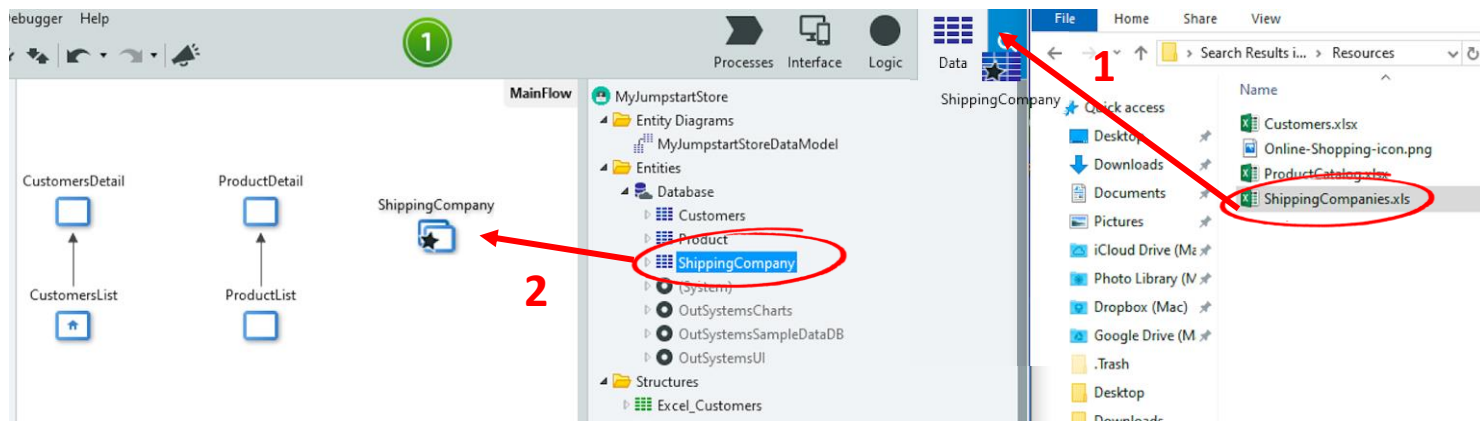 Debugger Help
1
Processes Interface Logic Data
ShippingCompany
MainFlow
CustomersDetail
ProductDetail
ShippingCompany
CustomersList
ProductList
2
MyJumpstartStore
Entity Diagrams
MyJumpstartStoreDataModel
Entities
Database
Customers
Product
ShippingCompany
(System)
OutSystemsCharts
OutSystemsSampleDataDB
OutSystemsUI
Structures
Excel_Customers
1
File Home Share View
Search Results i... > Resources
Quick access
Desktop
Downloads
Documents
Pictures
iCloud Drive (Ma
Photo Library (M
Dropbox (Mac)
Google Drive (M
.Trash
Desktop
Downloads
Name
Customers.xlsx
Online-Shopping-icon.png
ProductCatalog.xlsx
ShippingCompanies.xls